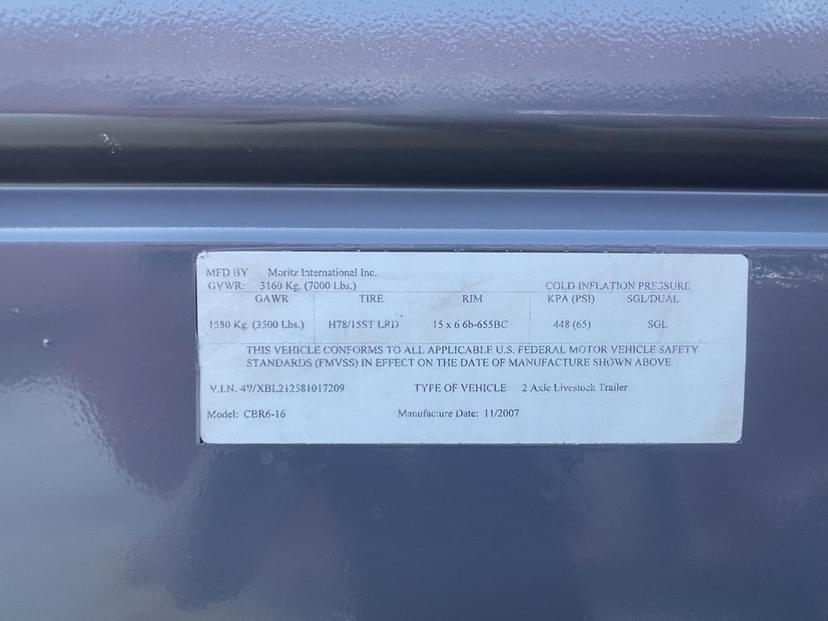 MFD BY Moritz International Inc.
GVWR: 3160 Kg. (7000 Lbs.) COLD INFLATION PRESSURE
GAWR TIRE RIM KPA (PSI) SGL/DUAL
1580 Kg. (3500 Lbs.) H78/15ST LRD 15 x 6 6b-655BC 448 (65) SGL
THIS VEHICLE CONFORMS TO ALL APPLICABLE U.S. FEDERAL MOTOR VEHICLE SAFETY
STANDARDS (FMVSS) IN EFFECT ON THE DATE OF MANUFACTURE SHOWN ABOVE
V.I.N. TYPE OF VEHICLE 2 Axle Livestock Trailer
Model: CBR6-16 Manufacture Date: 11/2007